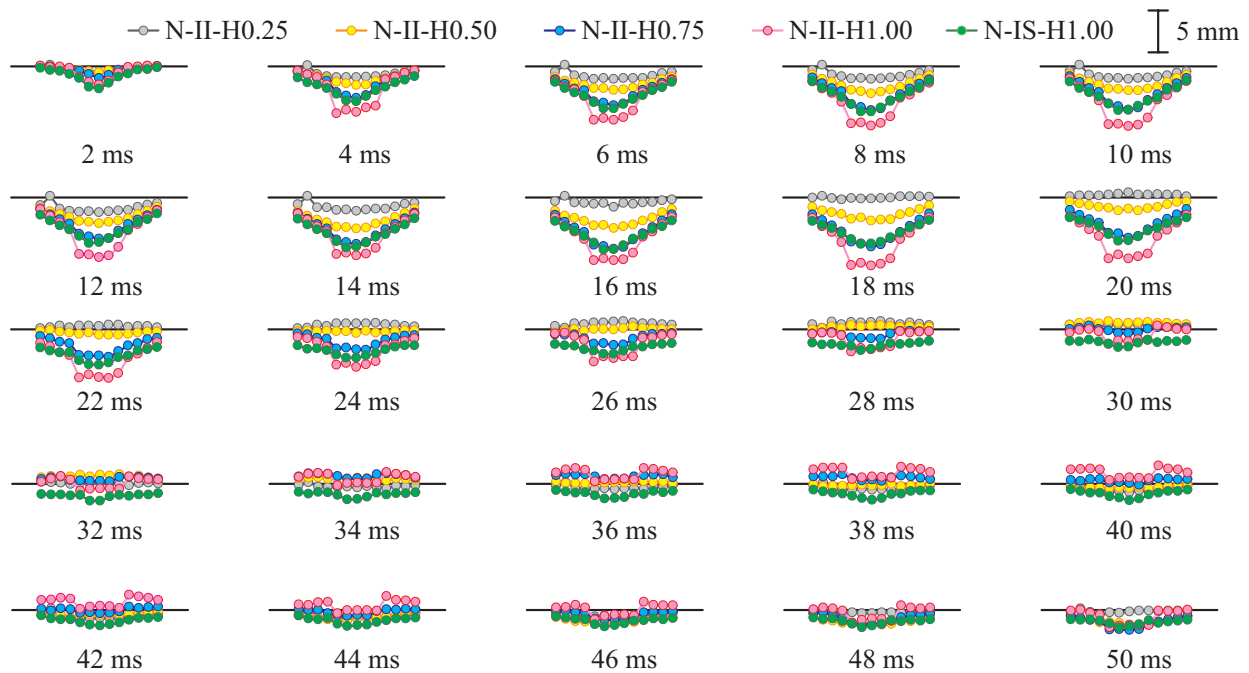 N-II-H0.25 N-II-H0.50 N-II-H0.75 N-II-H1.00 N-IS-H1.00 5 mm
2 ms 4 ms 6 ms 8 ms 10 ms
12 ms 14 ms 16 ms 18 ms 20 ms
22 ms 24 ms 26 ms 28 ms 30 ms
32 ms 34 ms 36 ms 38 ms 40 ms
42 ms 44 ms 46 ms 48 ms 50 ms